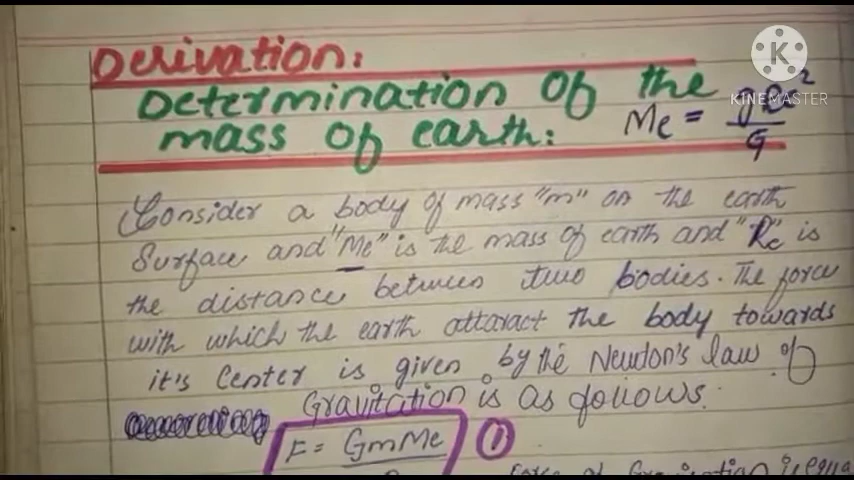 Derivation:
Determination of the
mass of earth: Me = gRe²/G
Consider a body of mass "m" on the earth
Surface and "Me" is the mass of earth and "Re" is
the distance between two bodies. The force
with which the earth attaract the body towards
it's Center is given by the Newton's law of
Gravitation is as follows.
F = GmMe ①
Force of
KINEMASTER